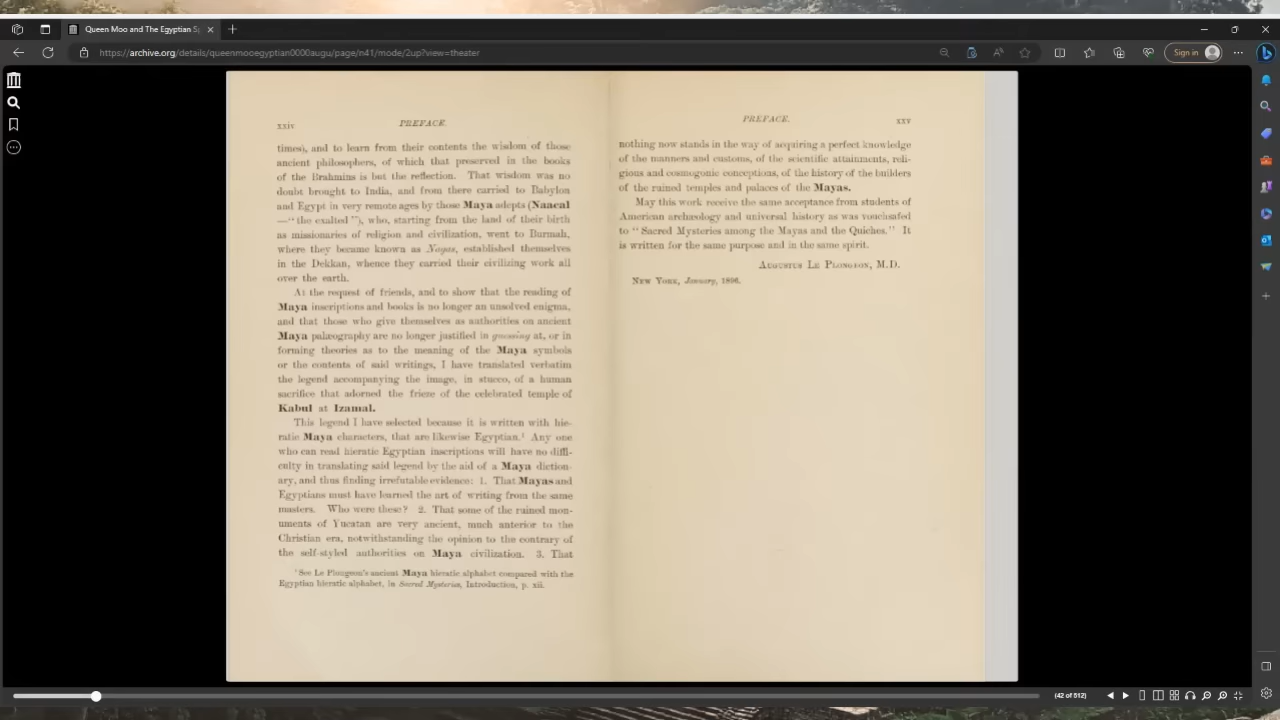 Queen Moo and The Egyptian S
https://archive.org/details/queenmooegyptian0000augu/page/n41/mode/2up?view=theater
Sign in
xxiv
PREFACE.
times), and to learn from their contents the wisdom of those
ancient philosophers, of which that preserved in the books
of the Brahmins is but the reflection. That wisdom was no
doubt brought to India, and from there carried to Babylon
and Egypt in very remote ages by those Maya adepts (Naacal
—“the exalted”), who, starting from the land of their birth
as missionaries of religion and civilization, went to Burmah,
where they became known as Nagas, established themselves
in the Dekkan, whence they carried their civilizing work all
over the earth.
At the request of friends, and to show that the reading of
Maya inscriptions and books is no longer an unsolved enigma,
and that those who give themselves as authorities on ancient
Maya palæography are no longer justified in guessing at, or in
forming theories as to the meaning of the Maya symbols
or the contents of said writings, I have translated verbatim
the legend accompanying the image, in stucco, of a human
sacrifice that adorned the frieze of the celebrated temple of
Kabul at Izamal.
This legend I have selected because it is written with hie-
ratic Maya characters, that are likewise Egyptian.¹ Any one
who can read hieratic Egyptian inscriptions will have no diffi-
culty in translating said legend by the aid of a Maya diction-
ary, and thus finding irrefutable evidence: 1. That Mayas and
Egyptians must have learned the art of writing from the same
masters. Who were these? 2. That some of the ruined mon-
uments of Yucatan are very ancient, much anterior to the
Christian era, notwithstanding the opinion to the contrary of
the self-styled authorities on Maya civilization. 3. That
¹ See Le Plongeon's ancient Maya hieratic alphabet compared with the
Egyptian hieratic alphabet, in Sacred Mysteries, Introduction, p. xii.
PREFACE.
xxv
nothing now stands in the way of acquiring a perfect knowledge
of the manners and customs, of the scientific attainments, reli-
gious and cosmogonic conceptions, of the history of the builders
of the ruined temples and palaces of the Mayas.
May this work receive the same acceptance from students of
American archæology and universal history as was vouchsafed
to “Sacred Mysteries among the Mayas and the Quiches.” It
is written for the same purpose and in the same spirit.
Augustus Le Plongeon, M.D.
New York, January, 1896.
(42 of 512)